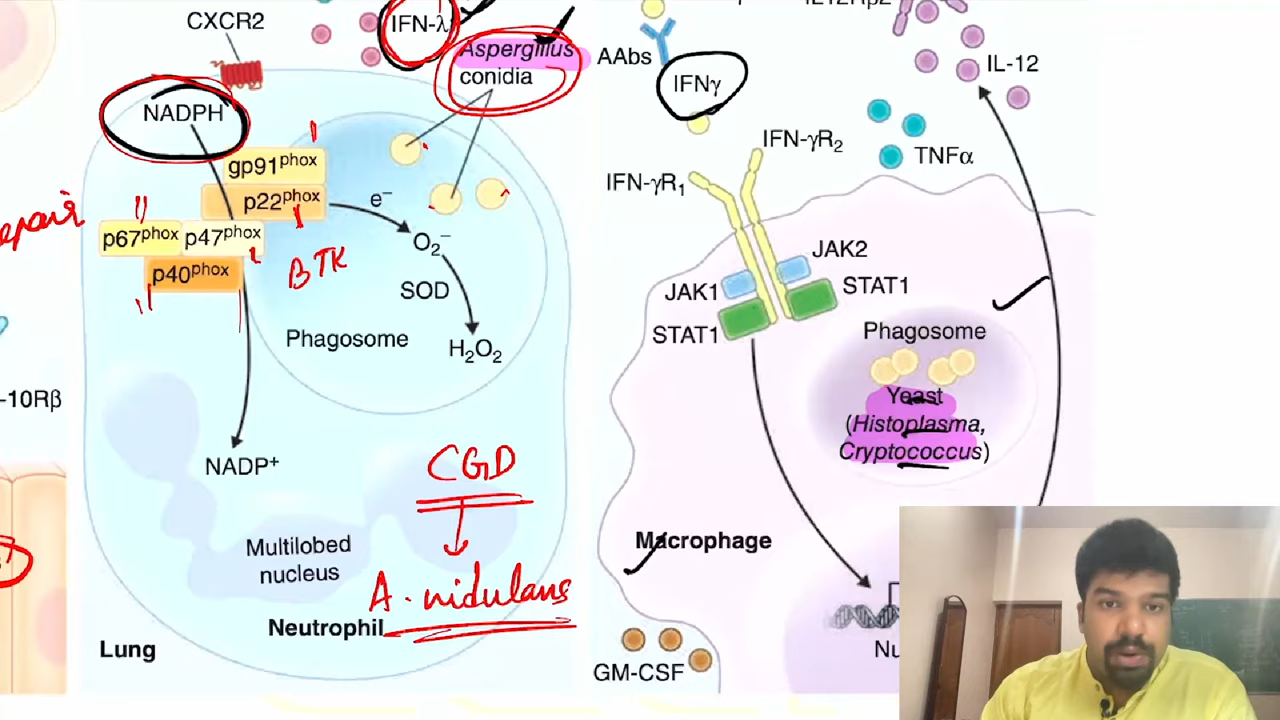 CXCR2
IFN-λ
Aspergillus
conidia
NADPH
gp91phox
p22phox
p67phox
p47phox
p40phox
BTK
e⁻
O₂⁻
SOD
H₂O₂
Phagosome
NADP⁺
-10Rβ
CGD
A. nidulans
Multilobed
nucleus
Neutrophil
Lung
AAbs
IFNγ
IL-12
TNFα
IFN-γR₂
IFN-γR₁
JAK2
JAK1
STAT1
STAT1
Phagosome
Yeast
(Histoplasma,
Cryptococcus)
Macrophage
GM-CSF